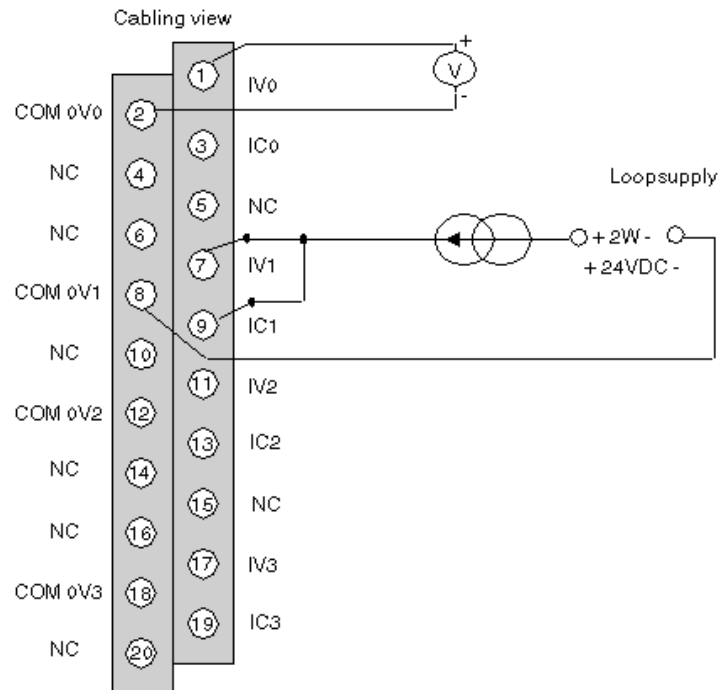 Cabling view
1
+
V
-
IV0
COM 0V0
2
3
IC0
NC
4
5
NC
Loopsupply
NC
6
7
IV1
+ 2W -
+ 24VDC -
COM 0V1
8
9
IC1
NC
10
11
IV2
COM 0V2
12
13
IC2
NC
14
15
NC
NC
16
17
IV3
COM 0V3
18
19
IC3
NC
20